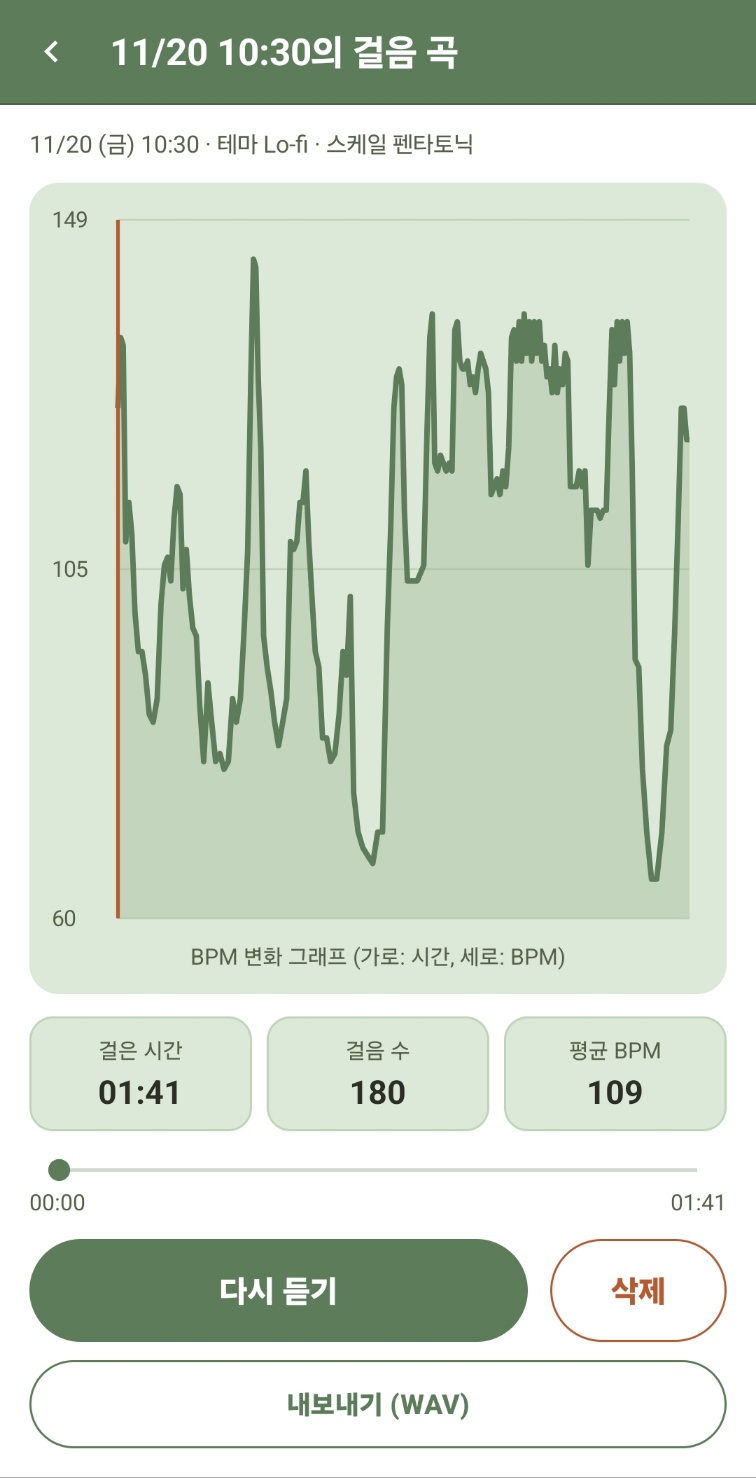 11/20 10:30의 걸음 곡
11/20 (금) 10:30 · 테마 Lo-fi · 스케일 펜타토닉
149
105
60
BPM 변화 그래프 (가로: 시간, 세로: BPM)
걸은 시간
01:41
걸음 수
180
평균 BPM
109
00:00
01:41
다시 듣기
삭제
내보내기 (WAV)